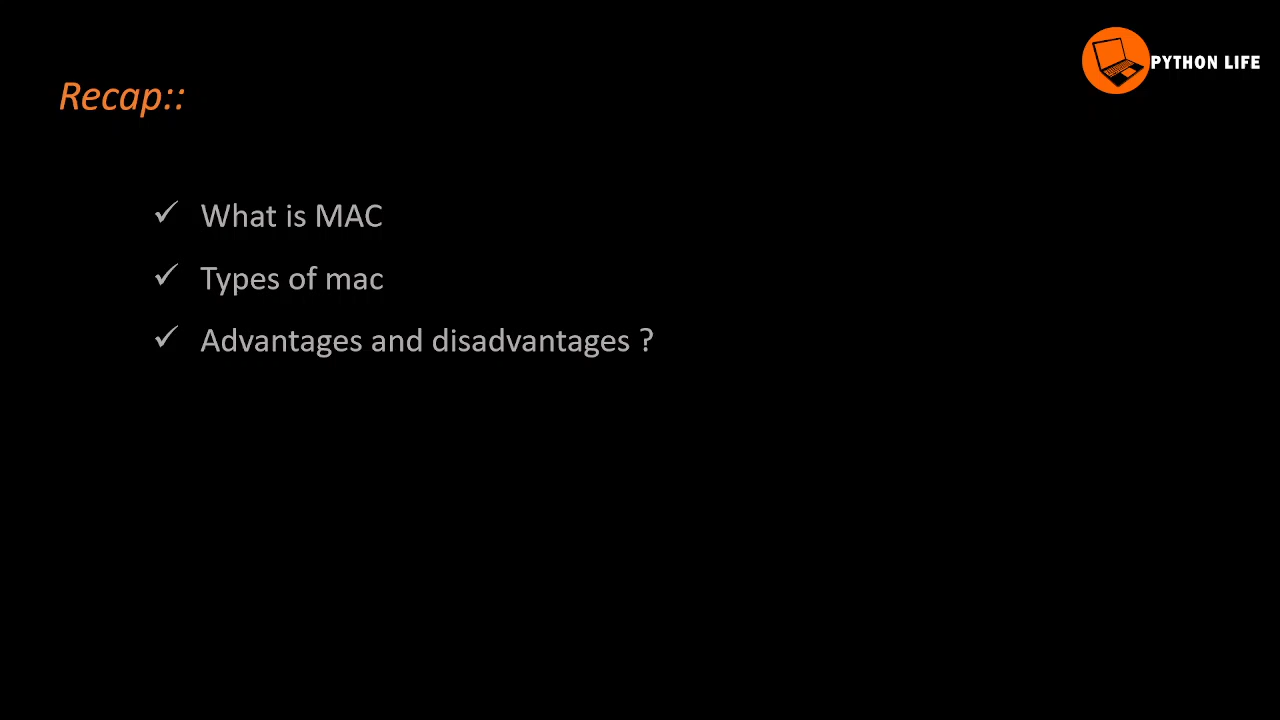 PYTHON LIFE
Recap::
✓ What is MAC
✓ Types of mac
✓ Advantages and disadvantages ?